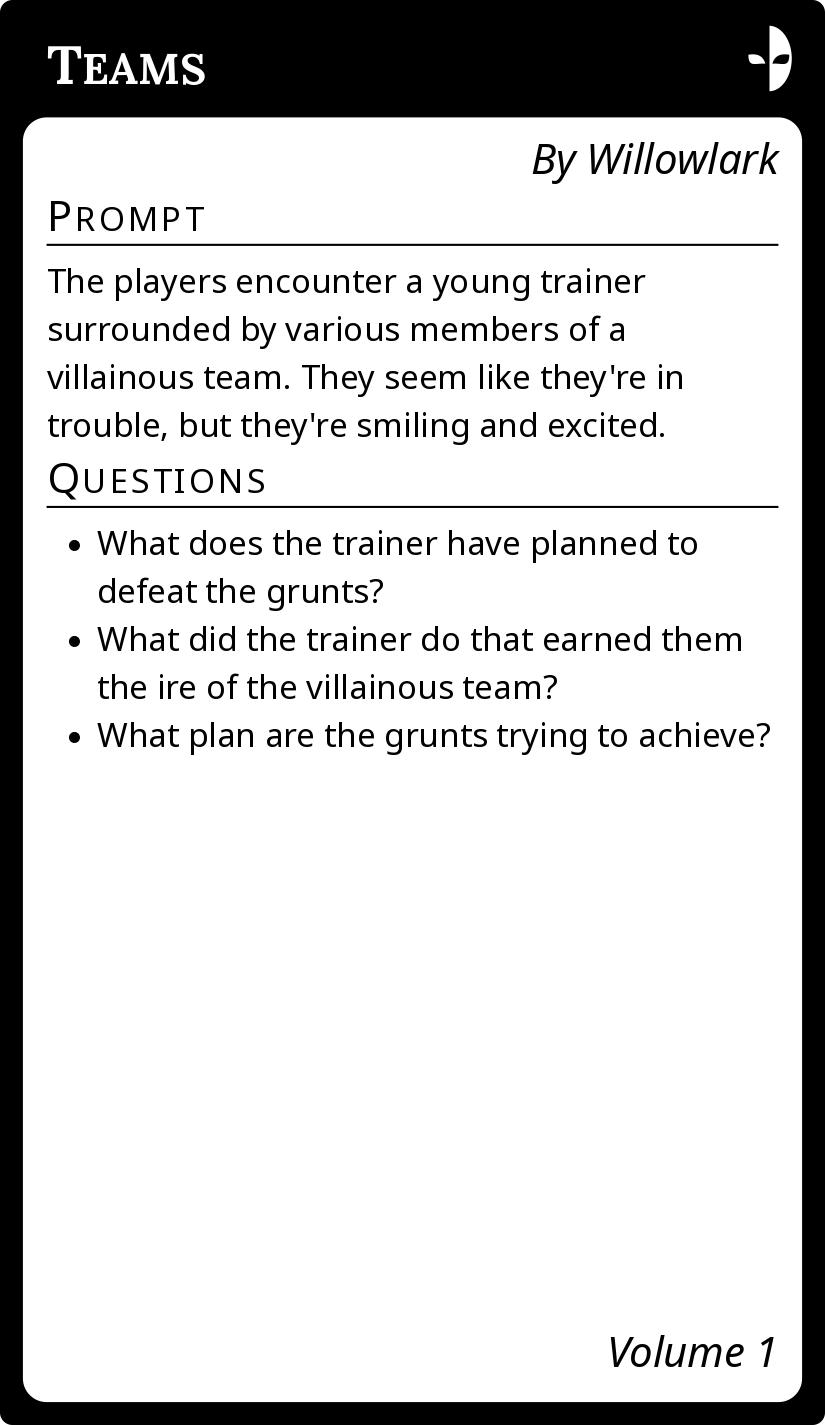 Teams
By Willowlark
Prompt
The players encounter a young trainer
surrounded by various members of a
villainous team. They seem like they're in
trouble, but they're smiling and excited.
Questions
• What does the trainer have planned to
defeat the grunts?
• What did the trainer do that earned them
the ire of the villainous team?
• What plan are the grunts trying to achieve?
Volume 1